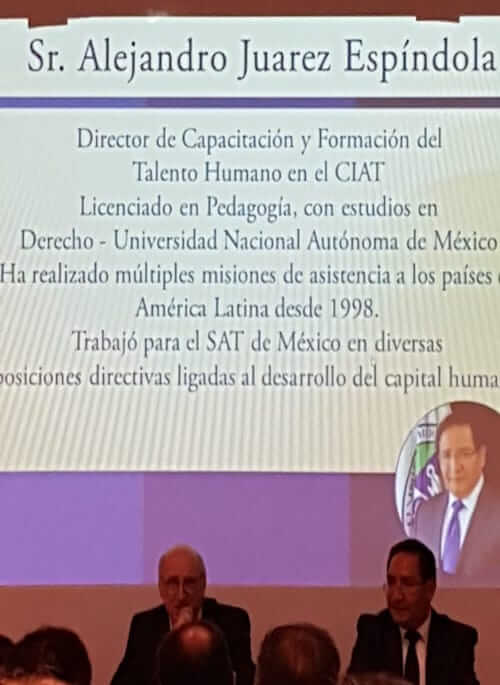 Sr. Alejandro Juarez Espíndola
Director de Capacitación y Formación del
Talento Humano en el CIAT
Licenciado en Pedagogía, con estudios en
Derecho - Universidad Nacional Autónoma de México
Ha realizado múltiples misiones de asistencia a los países
América Latina desde 1998.
Trabajó para el SAT de México en diversas
posiciones directivas ligadas al desarrollo del capital huma